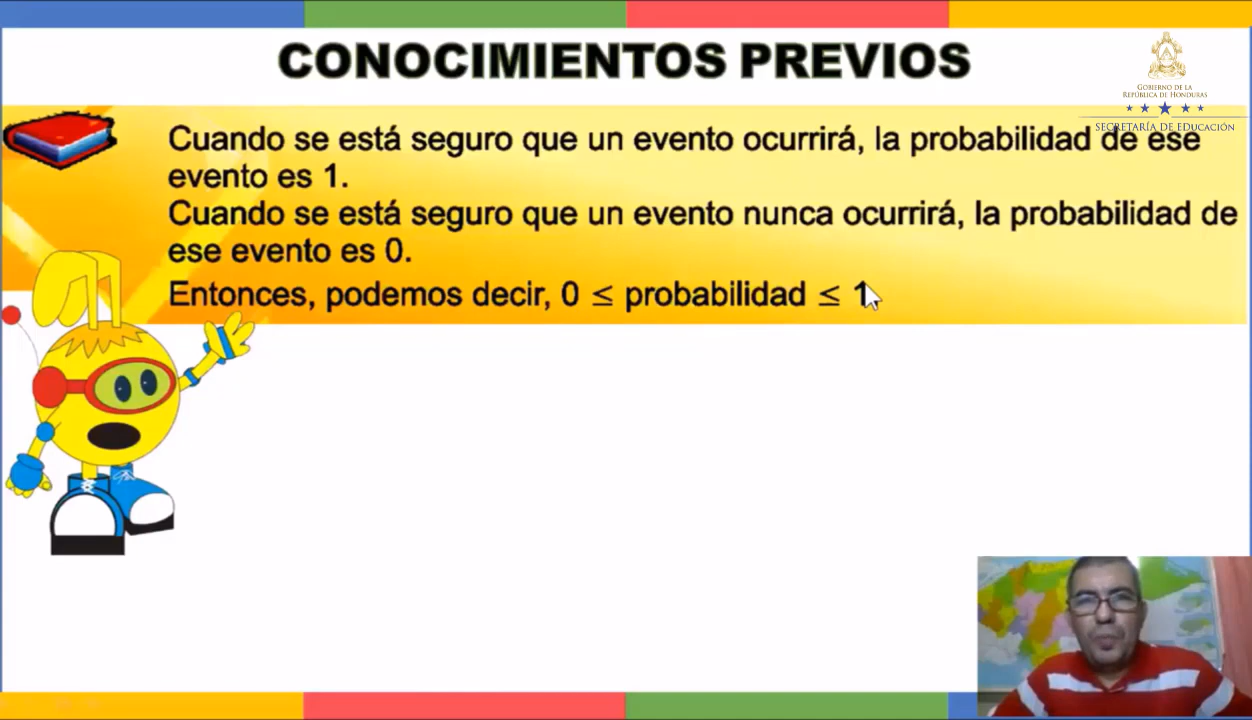 CONOCIMIENTOS PREVIOS
GOBIERNO DE LA
REPÚBLICA DE HONDURAS
SECRETARÍA DE EDUCACIÓN
Cuando se está seguro que un evento ocurrirá, la probabilidad de ese
evento es 1.
Cuando se está seguro que un evento nunca ocurrirá, la probabilidad de
ese evento es 0.
Entonces, podemos decir, 0 ≤ probabilidad ≤ 1